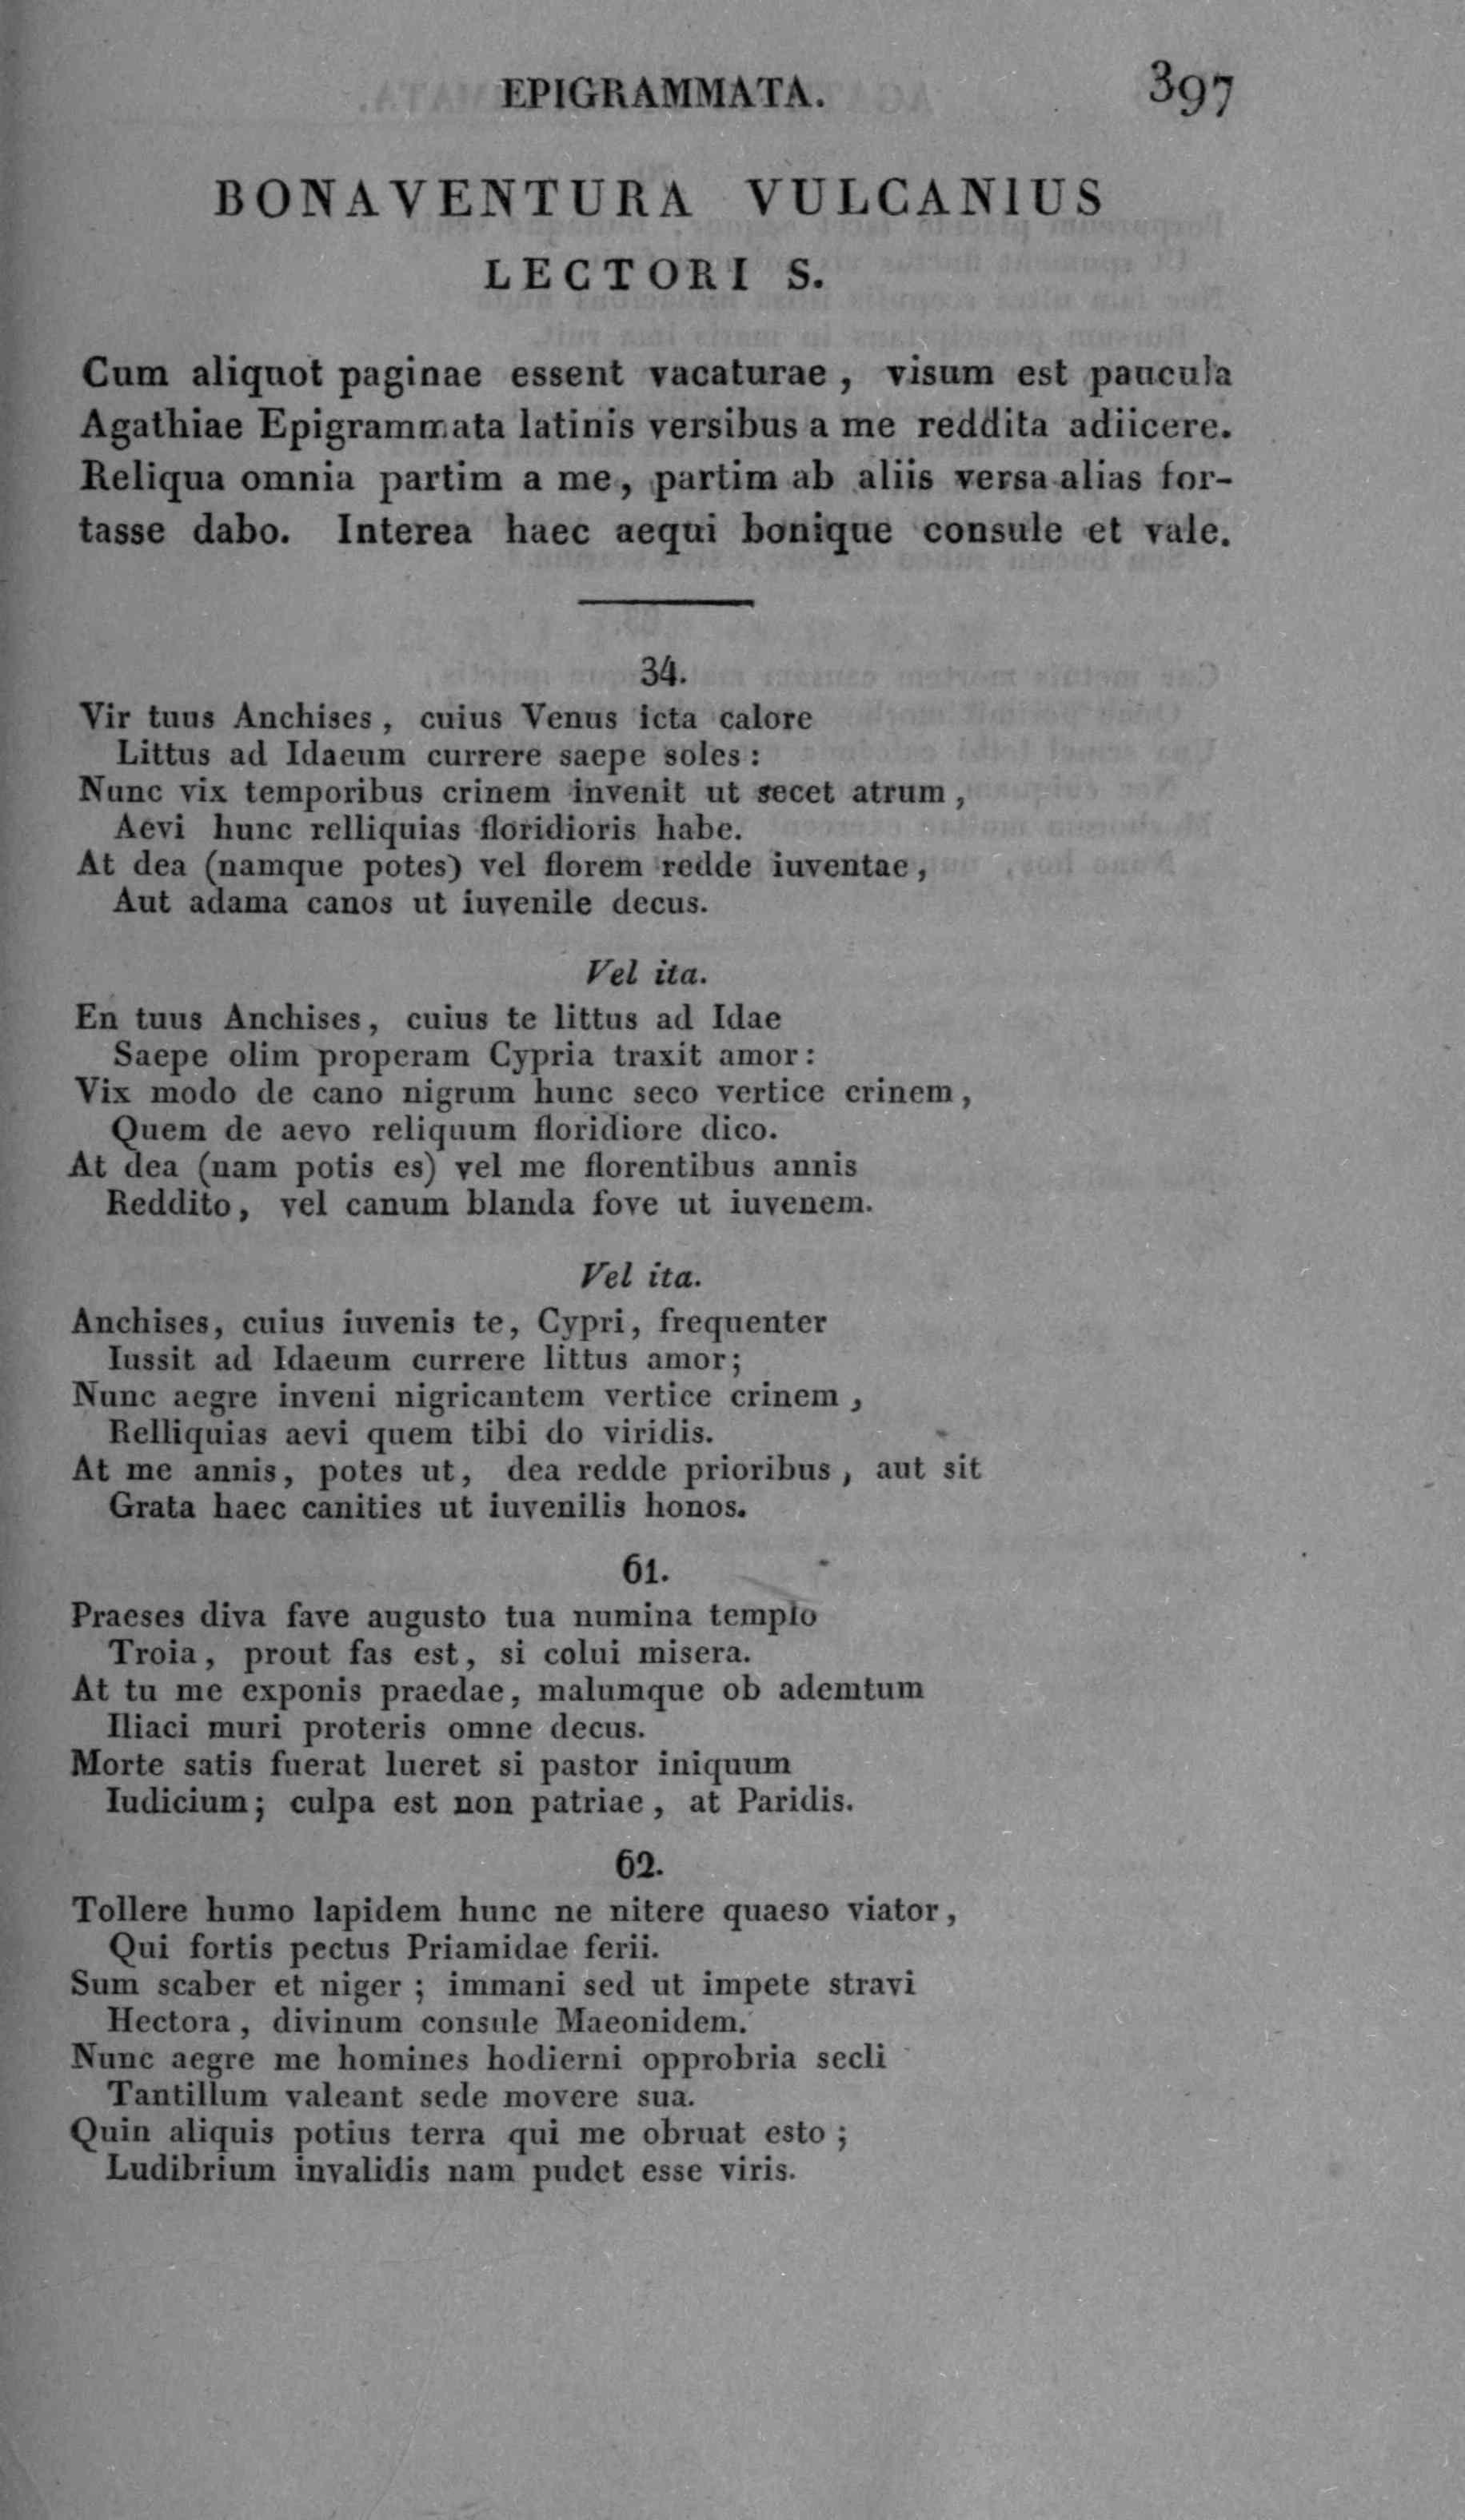 EPIGRAMMATA. 397
BONAVENTURA VULCANIUS
LECTORI S.
Cum aliquot paginae essent vacaturae, visum est paucula
Agathiae Epigrammata latinis versibus a me reddita adiicere.
Reliqua omnia partim a me, partim ab aliis versa alias for-
tasse dabo. Interea haec aequi bonique consule et vale.
34.
Vir tuus Anchises, cuius Venus icta calore
Littus ad Idaeum currere saepe soles:
Nunc vix temporibus crinem invenit ut secet atrum,
Aevi hunc relliquias floridioris habe.
At dea (namque potes) vel florem redde iuventae,
Aut adama canos ut iuvenile decus.
Vel ita.
En tuus Anchises, cuius te littus ad Idae
Saepe olim properam Cypria traxit amor:
Vix modo de cano nigrum hunc seco vertice crinem,
Quem de aevo reliquum floridiore dico.
At dea (nam potis es) vel me florentibus annis
Reddito, vel canum blanda fove ut iuvenem.
Vel ita.
Anchises, cuius iuvenis te, Cypri, frequenter
Iussit ad Idaeum currere littus amor;
Nunc aegre inveni nigricantem vertice crinem,
Relliquias aevi quem tibi do viridis.
At me annis, potes ut, dea redde prioribus, aut sit
Grata haec canities ut iuvenilis honos.
61.
Praeses diva fave augusto tua numina templo
Troia, prout fas est, si colui misera.
At tu me exponis praedae, malumque ob ademtum
Iliaci muri proteris omne decus.
Morte satis fuerat lueret si pastor iniquum
Iudicium; culpa est non patriae, at Paridis.
62.
Tollere humo lapidem hunc ne nitere quaeso viator,
Qui fortis pectus Priamidae ferii.
Sum scaber et niger; immani sed ut impete stravi
Hectora, divinum consule Maeonidem.
Nunc aegre me homines hodierni opprobria secli
Tantillum valeant sede movere sua.
Quin aliquis potius terra qui me obruat esto;
Ludibrium invalidis nam pudet esse viris.